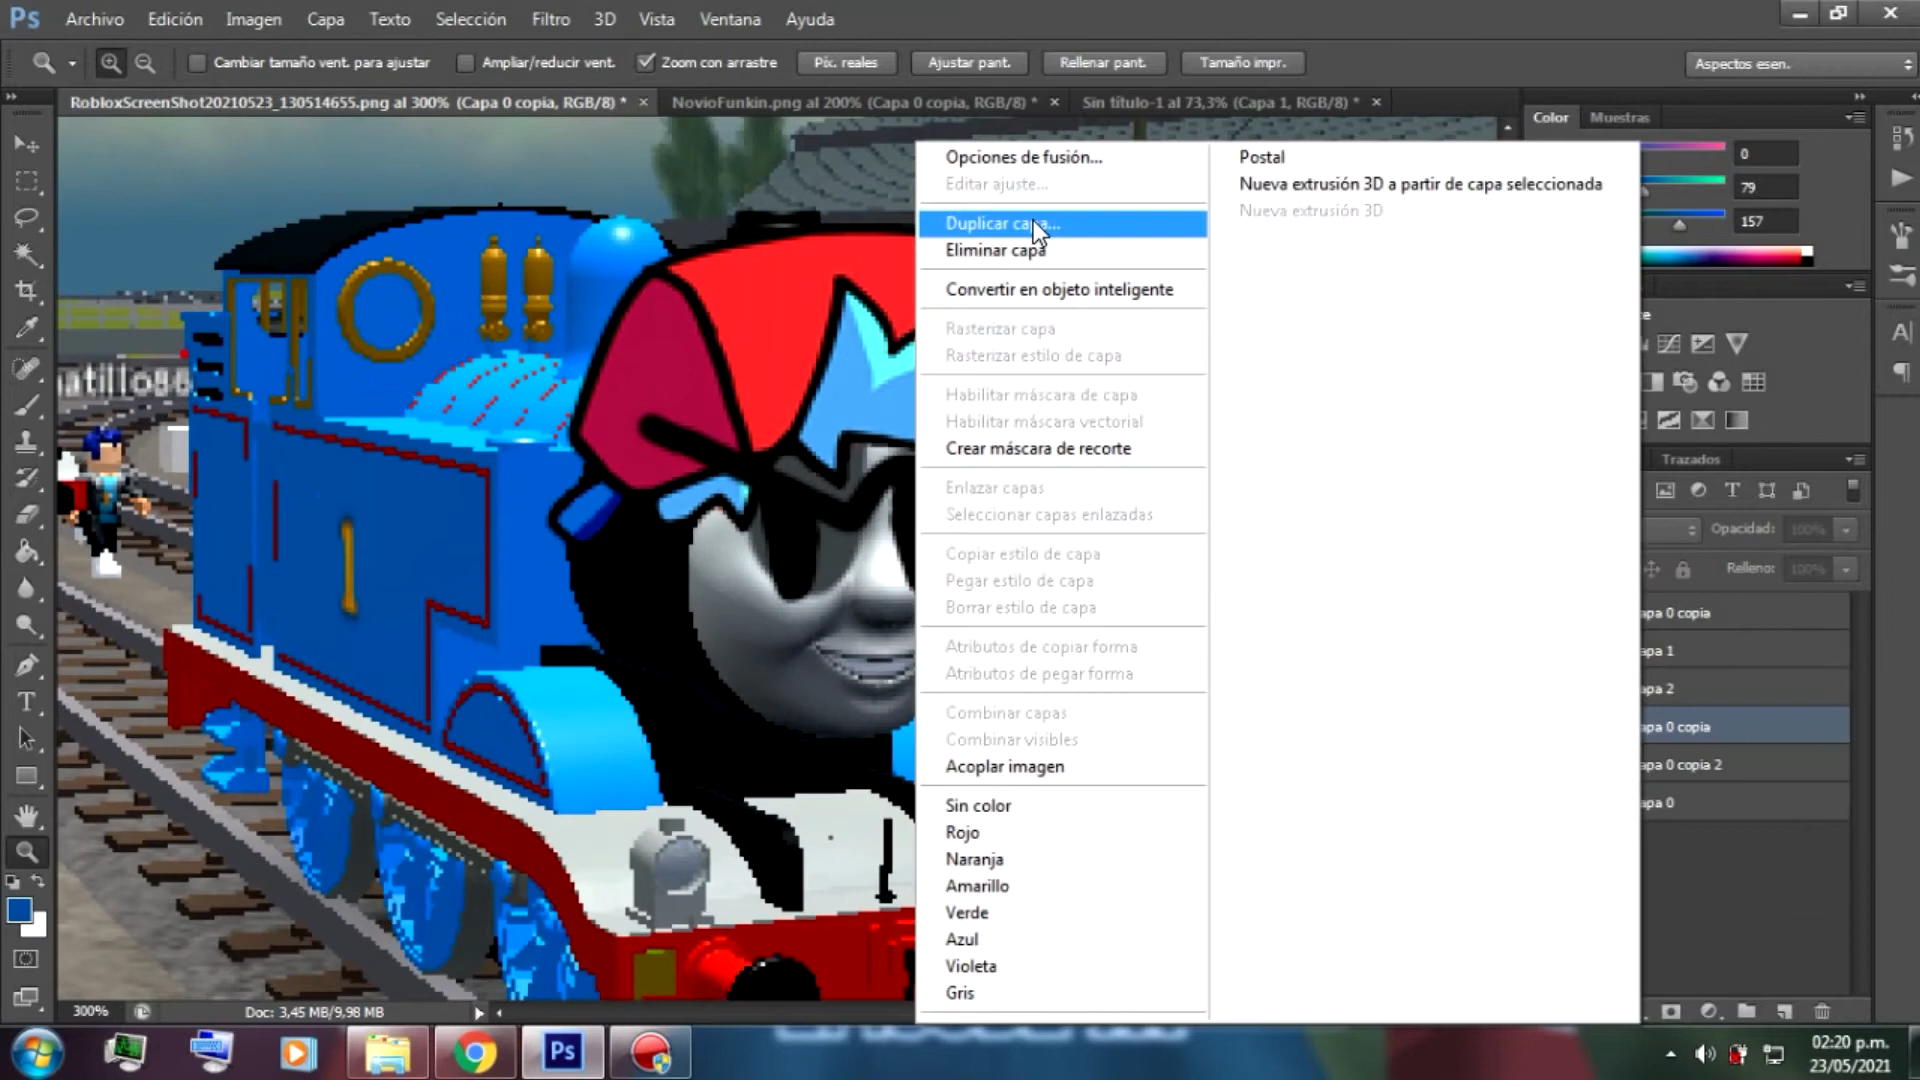 Ps Archivo Edición Imagen Capa Texto Selección Filtro 3D Vista Ventana Ayuda
Cambiar tamaño vent. para ajustar Ampliar/reducir vent. Zoom con arrastre Píx. reales Ajustar pant. Rellenar pant. Tamaño impr. Aspectos esen.
RobloxScreenShot20210523_130514655.png al 300% (Capa 0 copia, RGB/8) * NovioFunkin.png al 200% (Capa 0 copia, RGB/8) * Sin título-1 al 73,3% (Capa 1, RGB/8) *
Color Muestras
0
79
157
Opciones de fusión...
Editar ajuste...
Duplicar capa...
Eliminar capa
Convertir en objeto inteligente
Rasterizar capa
Rasterizar estilo de capa
Habilitar máscara de capa
Habilitar máscara vectorial
Crear máscara de recorte
Enlazar capas
Seleccionar capas enlazadas
Copiar estilo de capa
Pegar estilo de capa
Borrar estilo de capa
Atributos de copiar forma
Atributos de pegar forma
Combinar capas
Combinar visibles
Acoplar imagen
Sin color
Rojo
Naranja
Amarillo
Verde
Azul
Violeta
Gris
Postal
Nueva extrusión 3D a partir de capa seleccionada
Nueva extrusión 3D
Trazados
Opacidad: 100%
Relleno: 100%
apa 0 copia
apa 1
apa 2
apa 0 copia
apa 0 copia 2
apa 0
1
300% Doc: 3,45 MB/9,98 MB
Ps
02:20 p.m.
23/05/2021